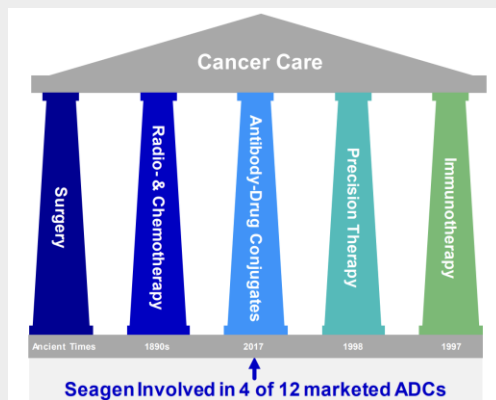 Cancer Care
Surgery
Radio- & Chemotherapy
Antibody-Drug Conjugates
Precision Therapy
Immunotherapy
Ancient Times 1890s 2017 1998 1997
Seagen Involved in 4 of 12 marketed ADCs